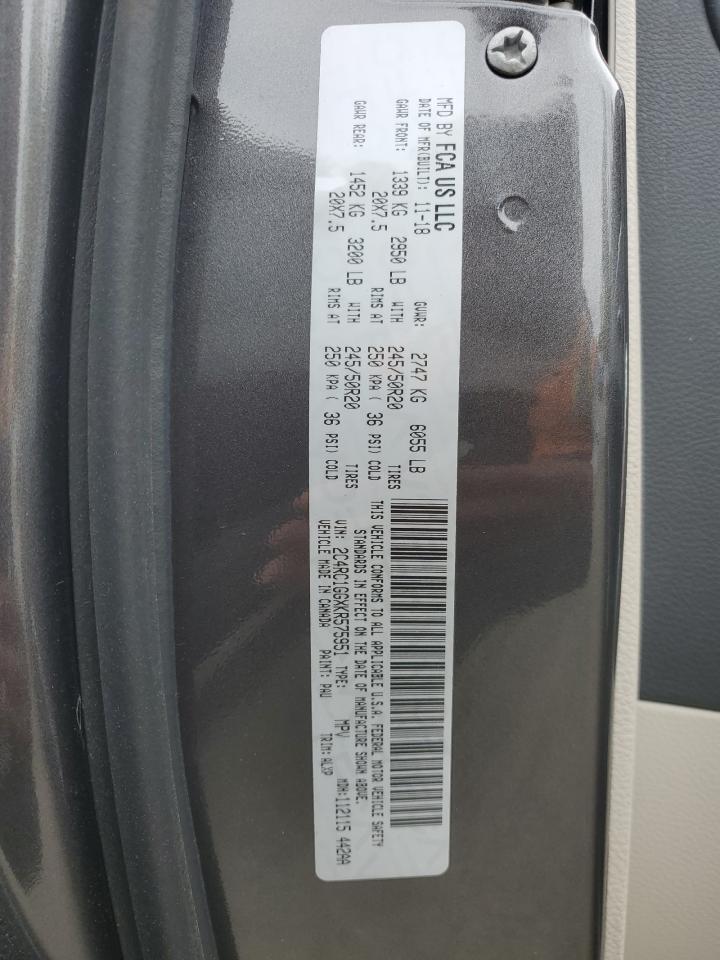 MFD BY FCA US LLC
DATE OF MFR(BUILT): 11-18 GVWR: 2747 KG 6055 LB
GAWR FRONT: 1339 KG 2950 LB WITH 245/50R20 TIRES
20X7.5 RIMS AT 250 KPA ( 36 PSI) COLD
GAWR REAR: 1452 KG 3200 LB WITH 245/50R20 TIRES
20X7.5 RIMS AT 250 KPA ( 36 PSI) COLD
THIS VEHICLE CONFORMS TO ALL APPLICABLE U.S.A. FEDERAL MOTOR VEHICLE SAFETY
STANDARDS IN EFFECT ON THE DATE OF MANUFACTURE SHOWN ABOVE.
VIN: 2C4RC1GGXKR575951 TYPE: MPV MDH:112115 442AA
VEHICLE MADE IN CANADA PAINT: PAU TRIM:ALXP